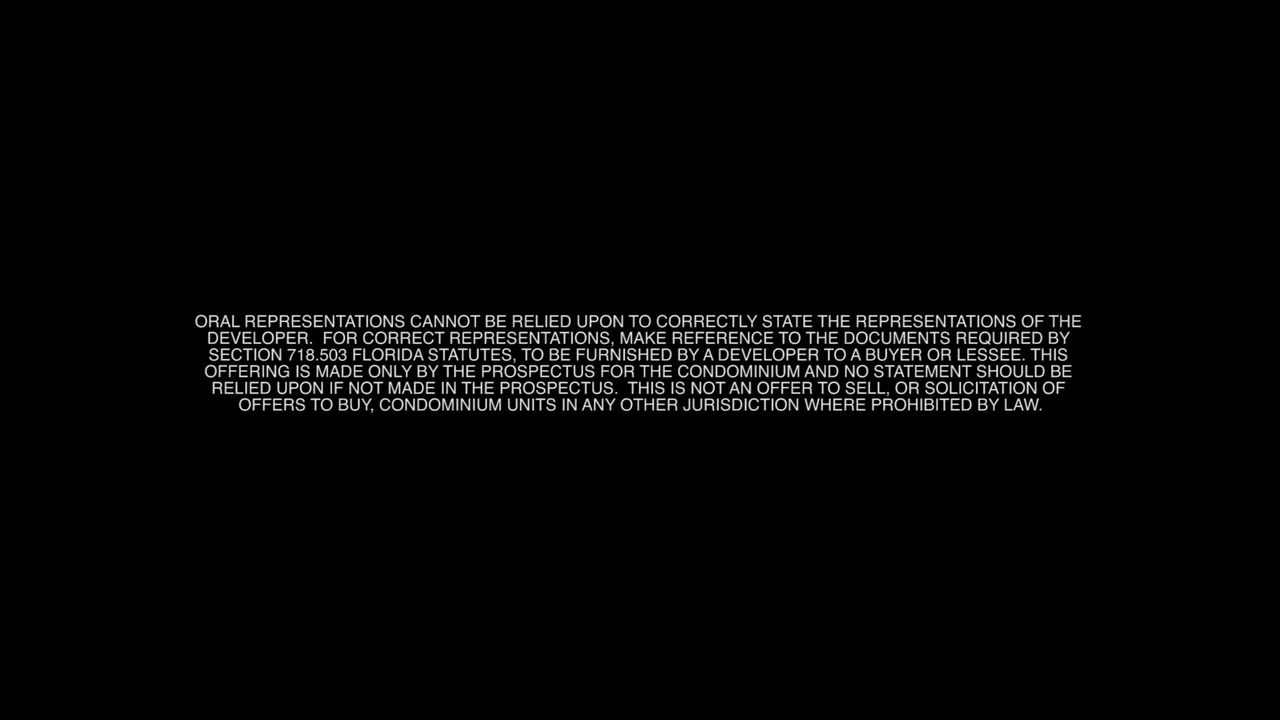 ORAL REPRESENTATIONS CANNOT BE RELIED UPON TO CORRECTLY STATE THE REPRESENTATIONS OF THE
DEVELOPER.  FOR CORRECT REPRESENTATIONS, MAKE REFERENCE TO THE DOCUMENTS REQUIRED BY
SECTION 718.503 FLORIDA STATUTES, TO BE FURNISHED BY A DEVELOPER TO A BUYER OR LESSEE. THIS
OFFERING IS MADE ONLY BY THE PROSPECTUS FOR THE CONDOMINIUM AND NO STATEMENT SHOULD BE
RELIED UPON IF NOT MADE IN THE PROSPECTUS.  THIS IS NOT AN OFFER TO SELL, OR SOLICITATION OF
OFFERS TO BUY, CONDOMINIUM UNITS IN ANY OTHER JURISDICTION WHERE PROHIBITED BY LAW.